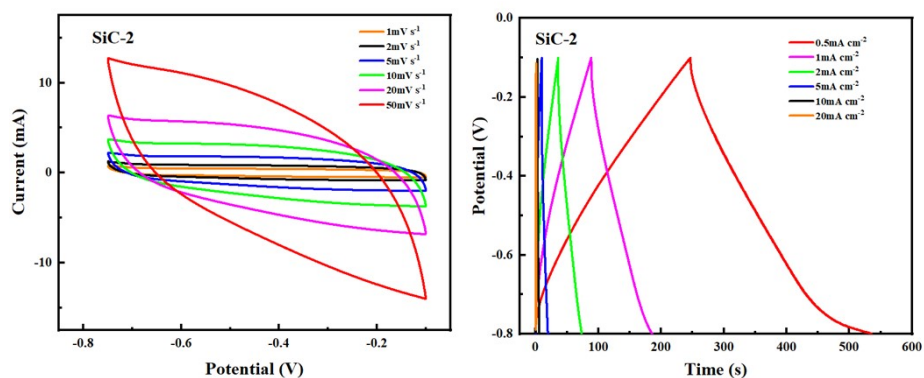 SiC-2
1mV s⁻¹
2mV s⁻¹
5mV s⁻¹
10mV s⁻¹
20mV s⁻¹
50mV s⁻¹
10
0
-10
Current (mA)
-0.8
-0.6
-0.4
-0.2
Potential (V)
SiC-2
0.5mA cm⁻²
1mA cm⁻²
2mA cm⁻²
5mA cm⁻²
10mA cm⁻²
20mA cm⁻²
0.0
-0.2
-0.4
-0.6
-0.8
Potential (V)
0
100
200
300
400
500
600
Time (s)